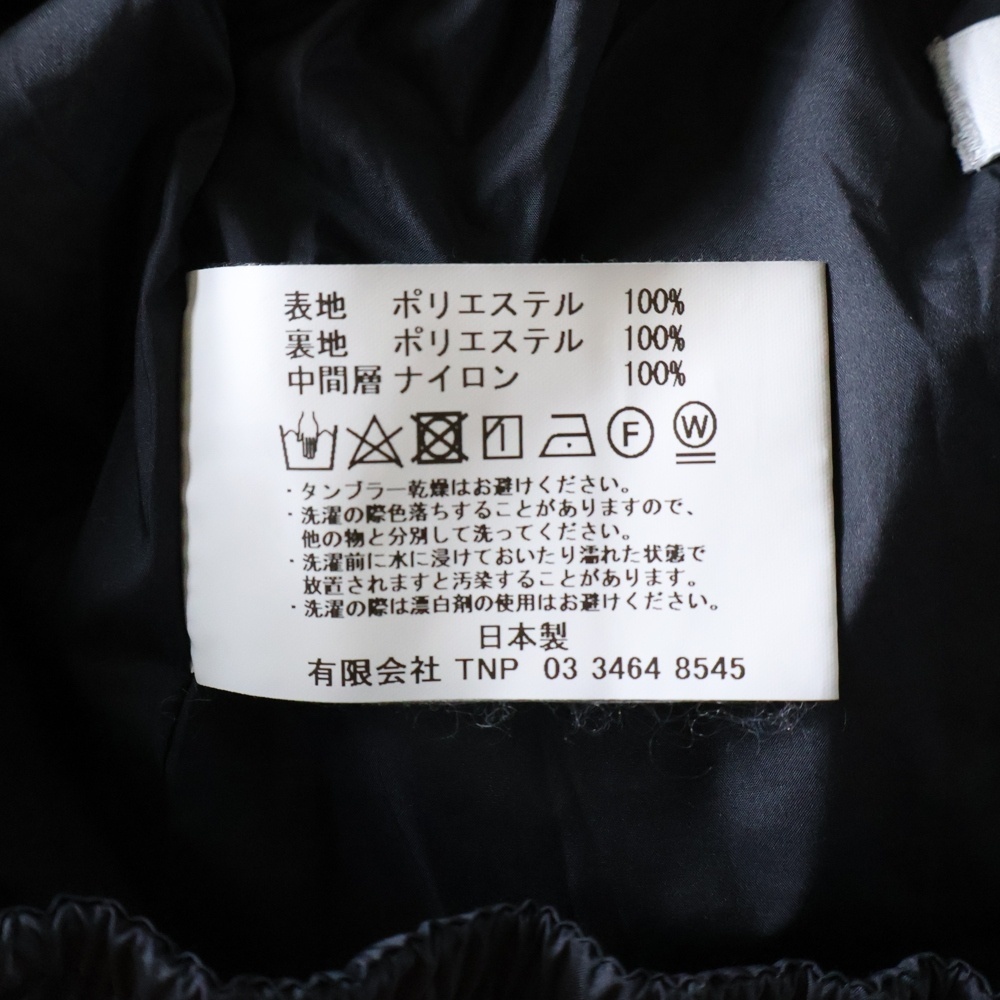 表地 ポリエステル 100%
裏地 ポリエステル 100%
中間層 ナイロン 100%
F W
・タンブラー乾燥はお避けください。
・洗濯の際色落ちすることがありますので、
他の物と分別して洗ってください。
・洗濯前に水に浸けておいたり濡れた状態で
放置されますと汚染することがあります。
・洗濯の際は漂白剤の使用はお避けください。
日本製
有限会社 TNP 03 3464 8545